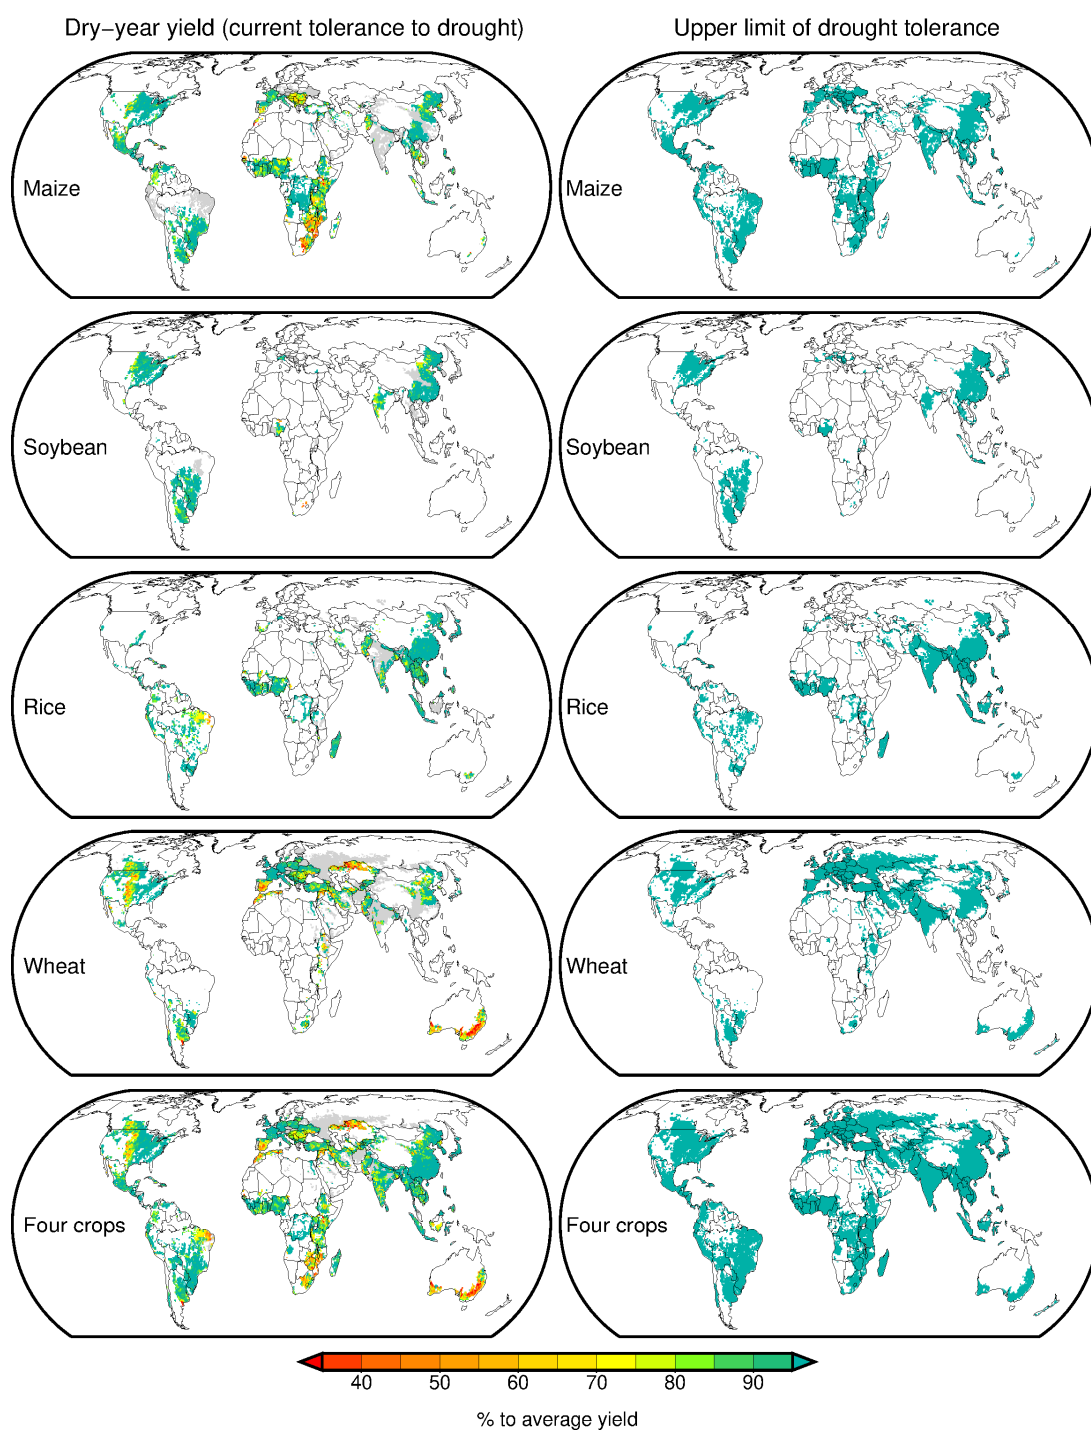 Dry−year yield (current tolerance to drought)
Upper limit of drought tolerance
Maize
Maize
Soybean
Soybean
Rice
Rice
Wheat
Wheat
Four crops
Four crops
40 50 60 70 80 90
% to average yield